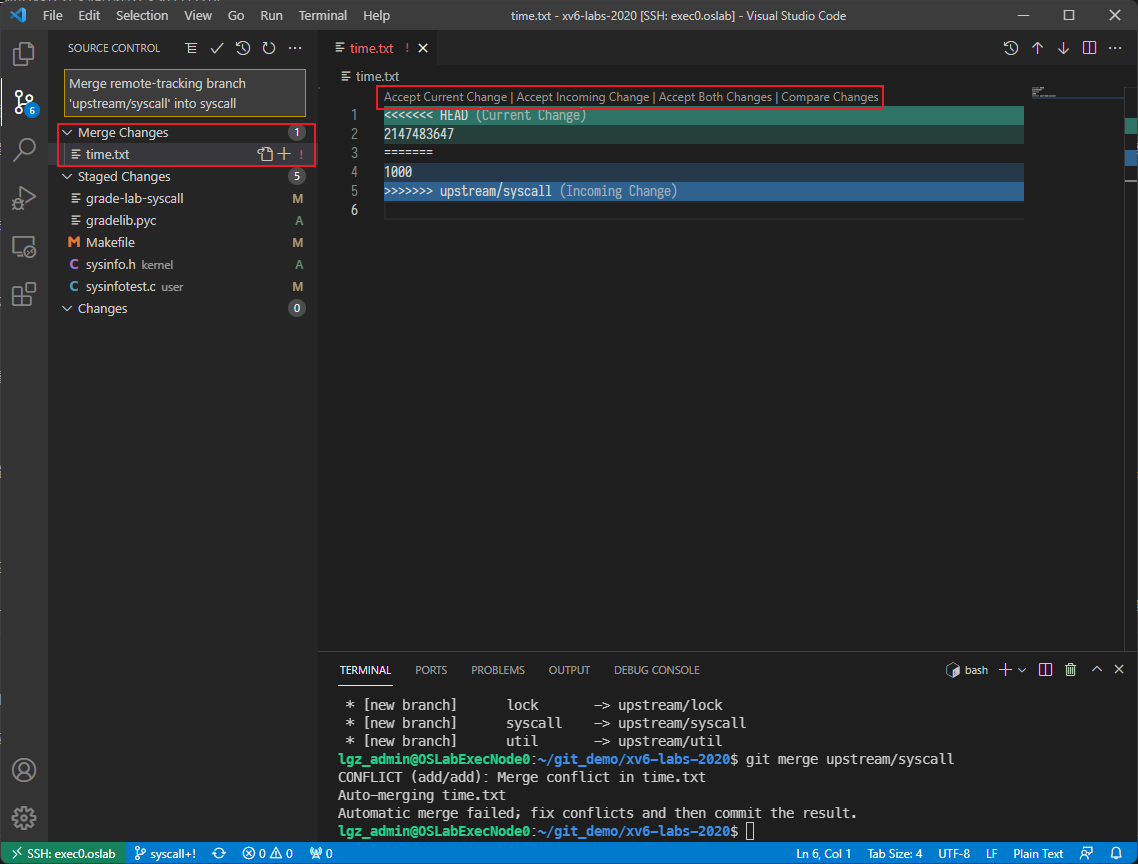 File Edit Selection View Go Run Terminal Help time.txt - xv6-labs-2020 [SSH: exec0.oslab] - Visual Studio Code
SOURCE CONTROL
6
Merge remote-tracking branch
'upstream/syscall' into syscall
Merge Changes 1
time.txt !
Staged Changes 5
grade-lab-syscall M
gradelib.pyc A
Makefile M
sysinfo.h kernel A
sysinfotest.c user M
Changes 0
time.txt !
time.txt
Accept Current Change | Accept Incoming Change | Accept Both Changes | Compare Changes
1 <<<<<<< HEAD (Current Change)
2 2147483647
3 =======
4 1000
5 >>>>>>> upstream/syscall (Incoming Change)
6
TERMINAL PORTS PROBLEMS OUTPUT DEBUG CONSOLE bash
* [new branch] lock -> upstream/lock
* [new branch] syscall -> upstream/syscall
* [new branch] util -> upstream/util
lgz_admin@OSLabExecNode0:~/git_demo/xv6-labs-2020$ git merge upstream/syscall
CONFLICT (add/add): Merge conflict in time.txt
Auto-merging time.txt
Automatic merge failed; fix conflicts and then commit the result.
lgz_admin@OSLabExecNode0:~/git_demo/xv6-labs-2020$
SSH: exec0.oslab syscall+! 0 0 0 Ln 6, Col 1 Tab Size: 4 UTF-8 LF Plain Text